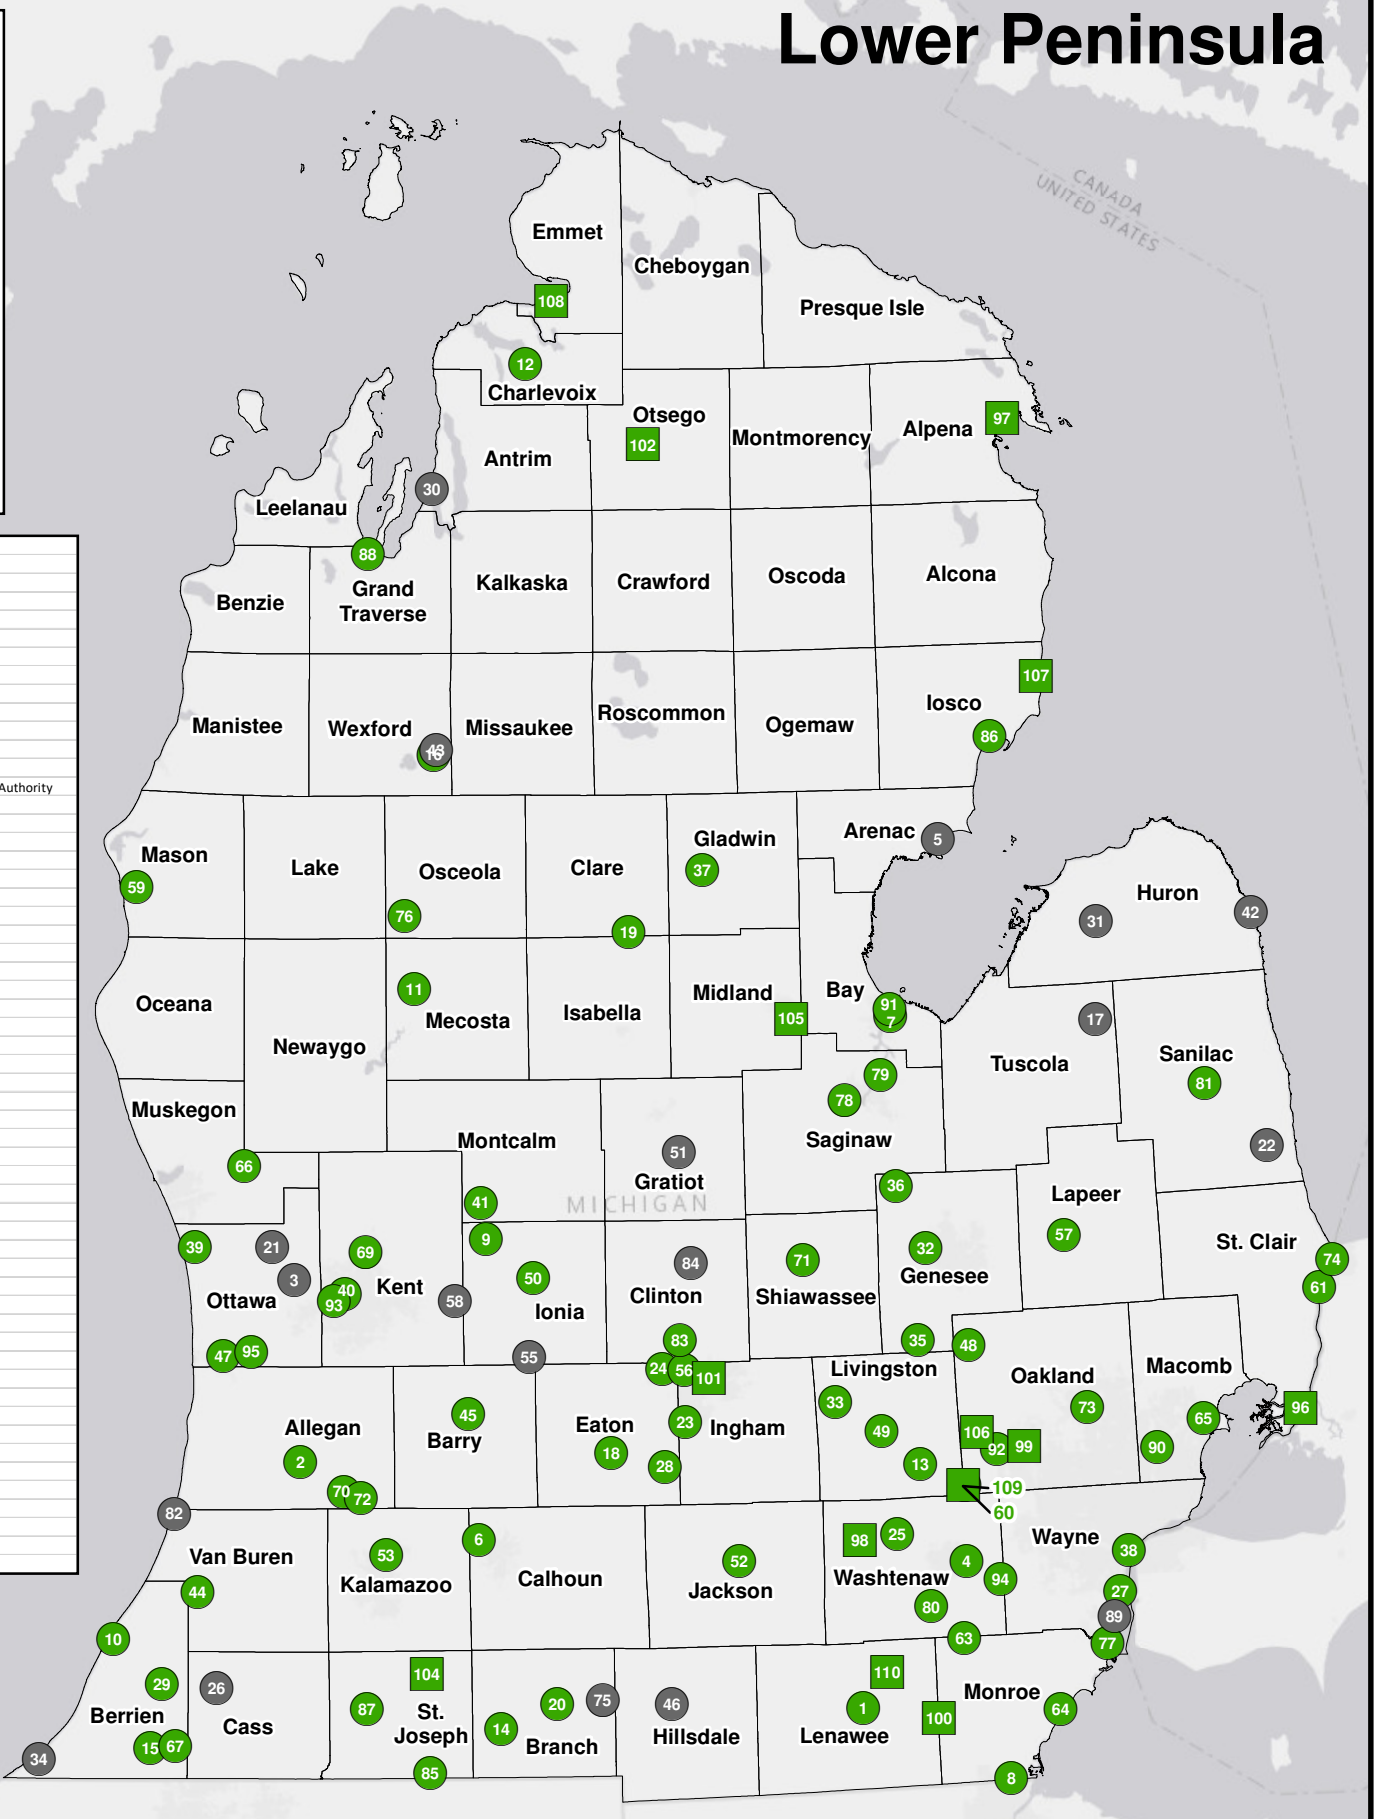 Lower Peninsula
CANADA
UNITED STATES
Emmet
Cheboygan
108
Presque Isle
12
Charlevoix
Otsego
97
Alpena
Montmorency
102
Antrim
30
Leelanau
88
Kalkaska
Crawford
Oscoda
Alcona
Grand
Traverse
Benzie
107
Iosco
Roscommon
Manistee
Wexford
Missaukee
Ogemaw
86
43
16
Authority
Arenac
5
Gladwin
Mason
Lake
Osceola
Clare
37
59
Huron
76
42
31
19
11
Midland
Bay
Oceana
91
7
Isabella
105
17
Mecosta
Newaygo
Sanilac
Tuscola
79
81
78
Muskegon
Montcalm
Saginaw
22
51
66
Gratiot
36
Lapeer
41
MICHIGAN
57
9
St. Clair
39
21
69
32
71
74
84
Genesee
3
50
Kent
61
40
Clinton
Shiawassee
Ottawa
58
93
Ionia
83
35
48
47
95
55
Livingston
Macomb
24
56
101
Oakland
33
73
96
45
65
Allegan
Eaton
23
Ingham
49
106
Barry
92
99
90
18
2
28
13
109
70
72
60
82
Wayne
6
98
25
38
Van Buren
53
52
4
Kalamazoo
Calhoun
Jackson
Washtenaw
94
44
27
80
89
10
63
77
104
110
29
26
Monroe
20
75
46
87
St.
Joseph
1
64
Berrien
Cass
14
100
Hillsdale
Lenawee
15
67
Branch
34
85
8